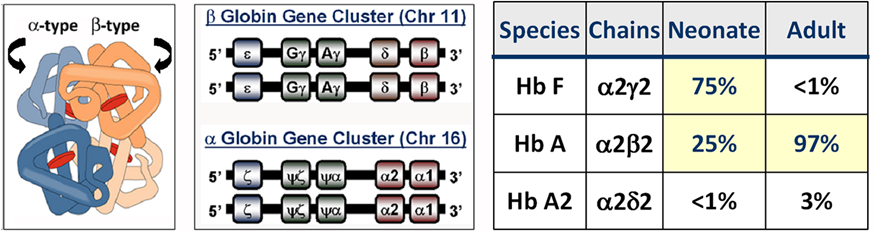 α-type β-type
β Globin Gene Cluster (Chr 11)
5’ ε Gγ Aγ δ β 3’
5’ ε Gγ Aγ δ β 3’
α Globin Gene Cluster (Chr 16)
5’ ζ ψζ ψα α2 α1 3’
5’ ζ ψζ ψα α2 α1 3’
Species Chains Neonate Adult
Hb F α2γ2 75% <1%
Hb A α2β2 25% 97%
Hb A2 α2δ2 <1% 3%